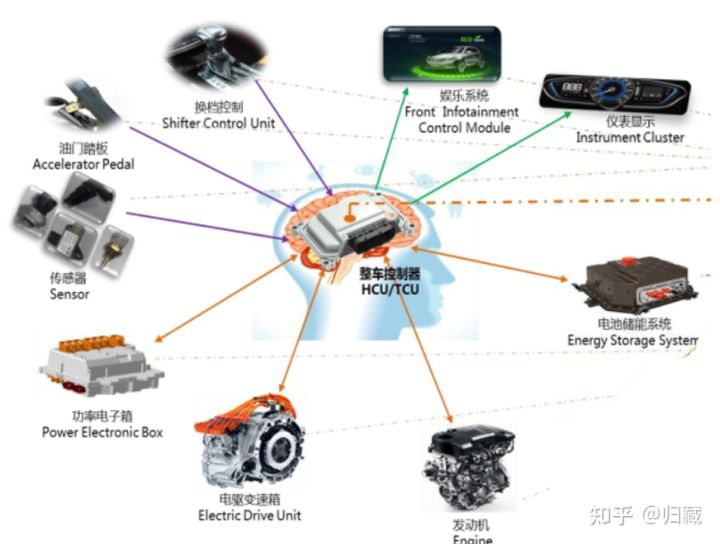 换档控制
Shifter Control Unit
ECO
娱乐系统
Front Infotainment
Control Module
仪表显示
Instrument Cluster
油门踏板
Accelerator Pedal
传感器
Sensor
整车控制器
HCU/TCU
电池储能系统
Energy Storage System
功率电子箱
Power Electronic Box
电驱变速箱
Electric Drive Unit
发动机
Engine
知乎 @归藏